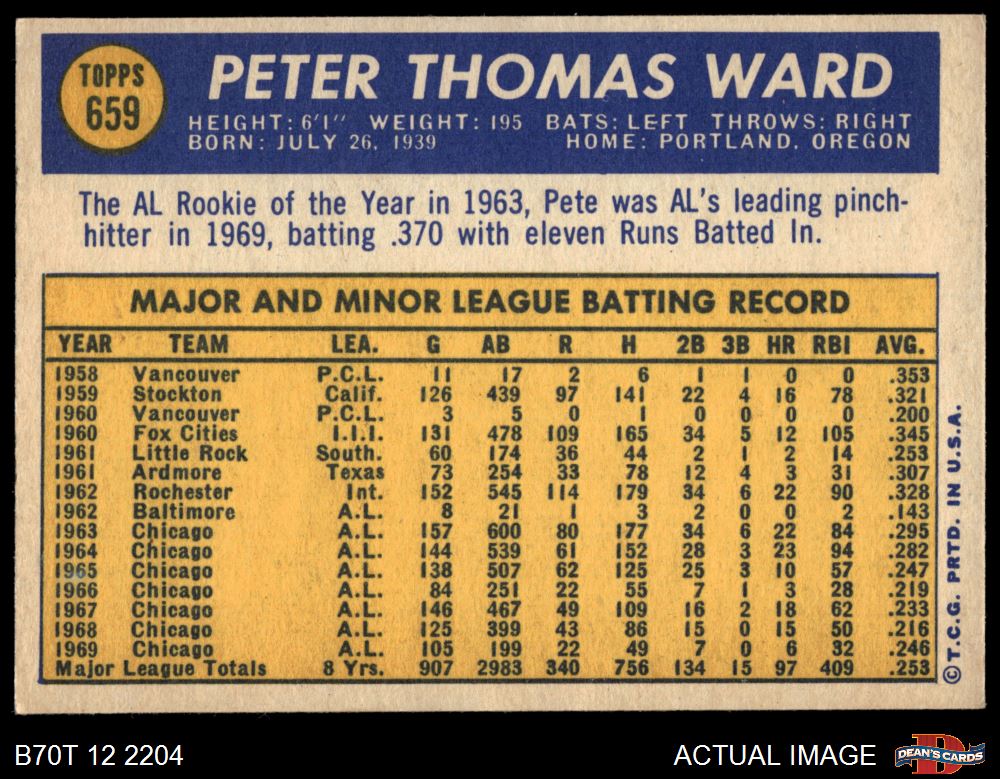 TOPPS
659
PETER THOMAS WARD
HEIGHT: 6'1" WEIGHT: 195 BATS: LEFT THROWS: RIGHT
BORN: JULY 26, 1939 HOME: PORTLAND, OREGON
The AL Rookie of the Year in 1963, Pete was AL's leading pinch-
hitter in 1969, batting .370 with eleven Runs Batted In.
MAJOR AND MINOR LEAGUE BATTING RECORD
YEAR TEAM LEA. G AB R H 2B 3B HR RBI AVG.
1958 Vancouver P.C.L. 11 17 2 6 1 1 0 0 .353
1959 Stockton Calif. 126 439 97 141 22 4 16 78 .321
1960 Vancouver P.C.L. 3 5 0 1 0 0 0 0 .200
1960 Fox Cities I.I.I. 131 478 109 165 34 5 12 105 .345
1961 Little Rock South. 60 174 36 44 2 1 2 14 .253
1961 Ardmore Texas 73 254 33 78 12 4 3 31 .307
1962 Rochester Int. 152 545 114 179 34 6 22 90 .328
1962 Baltimore A.L. 8 21 1 3 2 0 0 2 .143
1963 Chicago A.L. 157 600 80 177 34 6 22 84 .295
1964 Chicago A.L. 144 539 61 152 28 3 23 94 .282
1965 Chicago A.L. 138 507 62 125 25 3 10 57 .247
1966 Chicago A.L. 84 251 22 55 7 1 3 28 .219
1967 Chicago A.L. 146 467 49 109 16 2 18 62 .233
1968 Chicago A.L. 125 399 43 86 15 0 15 50 .216
1969 Chicago A.L. 105 199 22 49 7 0 6 32 .246
Major League Totals 8 Yrs. 907 2983 340 756 134 15 97 409 .253
© T.C.G. PRTD. IN U.S.A.
B70T 12 2204 ACTUAL IMAGE
D
DEAN'S CARDS